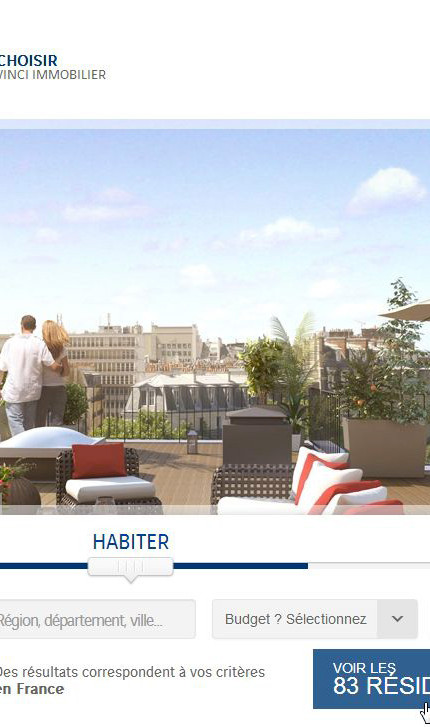 CHOISIR
VINCI IMMOBILIER
HABITER
Région, département, ville...
Budget ? Sélectionnez
Des résultats correspondent à vos critères
en France
VOIR LES
83 RÉSID